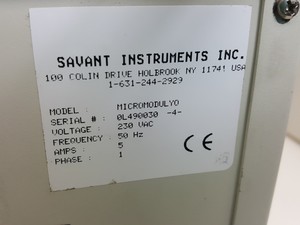 SAVANT INSTRUMENTS INC.
100 COLIN DRIVE HOLBROOK NY 11741 USA
1-631-244-2929
MODEL : MICROMODULYO
SERIAL # : 0L490030 -4-
VOLTAGE : 230 VAC
FREQUENCY : 50 Hz
AMPS : 5
PHASE : 1
CE